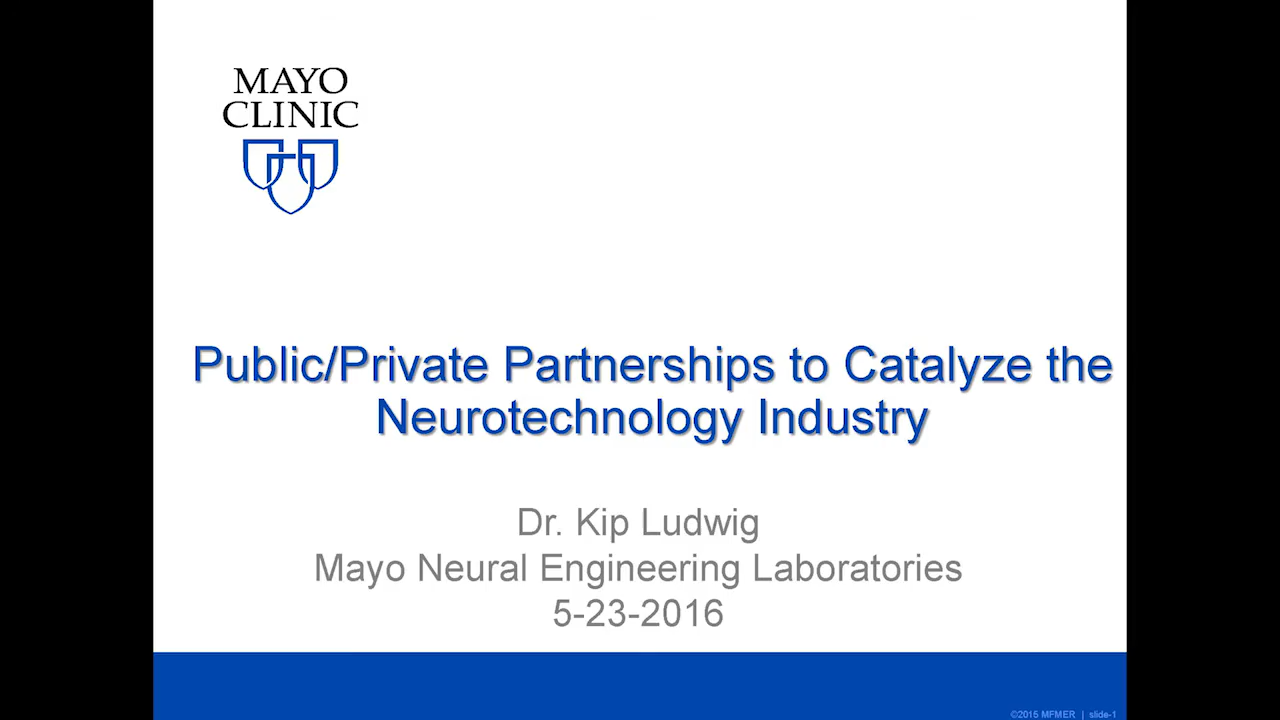 MAYO
CLINIC
Public/Private Partnerships to Catalyze the
Neurotechnology Industry
Dr. Kip Ludwig
Mayo Neural Engineering Laboratories
5-23-2016
©2015 MFMER | slide-1